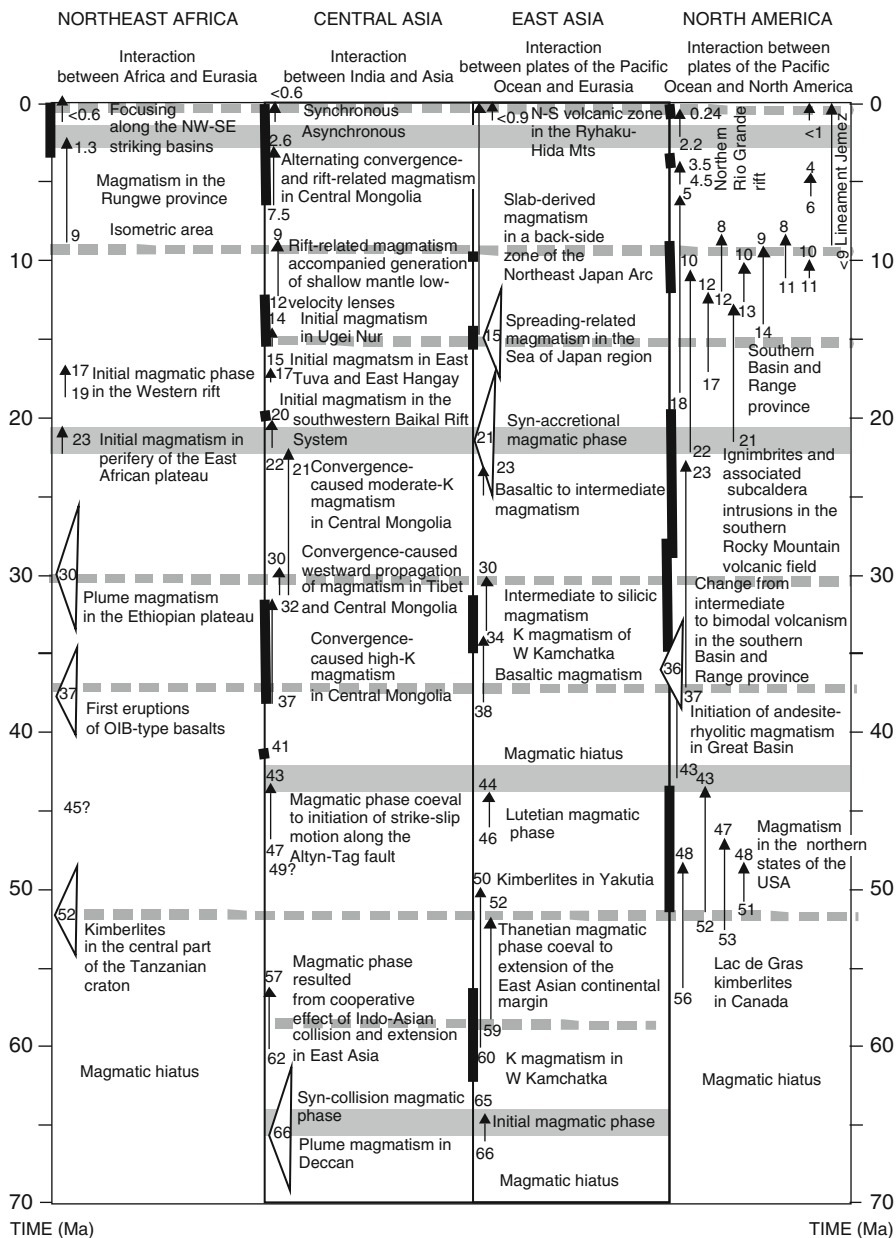 NORTHEAST AFRICA
Interaction
between Africa and Eurasia
0
<0.6
Focusing
along the NW-SE
striking basins
1.3
Magmatism in the
Rungwe province
Isometric area
9
10
17
19
Initial magmatic phase
in the Western rift
20
23
Initial magmatism in
perifery of the East
African plateau
30
30
Plume magmatism
in the Ethiopian plateau
37
First eruptions
of OIB-type basalts
40
45?
50
52
Kimberlites
in the central part
of the Tanzanian
craton
60
Magmatic hiatus
70
TIME (Ma)
CENTRAL ASIA
Interaction
between India and Asia
<0.6
Synchronous
Asynchronous
2.6
Alternating convergence-
and rift-related magmatism
in Central Mongolia
7.5
9
Rift-related magmatism
accompanied generation
of shallow mantle low-
velocity lenses
12
14
Initial magmatism
in Ugei Nur
15
17
Initial magmatsm in East
Tuva and East Hangay
20
Initial magmatism in the
southwestern Baikal Rift
System
22
21
Convergence-
caused moderate-K
magmatism
in Central Mongolia
30
Convergence-caused
westward propagation
of magmatism in Tibet
and Central Mongolia
32
Convergence-
caused high-K
magmatism
in Central Mongolia
37
41
43
Magmatic phase coeval
to initiation of strike-slip
motion along the
Altyn-Tag fault
47
49?
57
Magmatic phase
resulted
from cooperative
effect of Indo-Asian
collision and extension
in East Asia
62
Syn-collision magmatic
phase
66
Plume magmatism in
Deccan
EAST ASIA
Interaction
between plates of the Pacific
Ocean and Eurasia
<0.9
N-S volcanic zone
in the Ryhaku-
Hida Mts
Slab-derived
magmatism
in a back-side
zone of the
Northeast Japan Arc
15
Spreading-related
magmatism in the
Sea of Japan region
21
Syn-accretional
magmatic phase
23
Basaltic to intermediate
magmatism
30
Intermediate to silicic
magmatism
34
K magmatism of
W Kamchatka
Basaltic magmatism
38
Magmatic hiatus
44
Lutetian magmatic
phase
46
50
Kimberlites in Yakutia
52
Thanetian magmatic
phase coeval to
extension of the
East Asian continental
margin
59
60
K magmatism in
W Kamchatka
65
Initial magmatic phase
66
Magmatic hiatus
NORTH AMERICA
Interaction between
plates of the Pacific
Ocean and North America
0
0.24
2.2
Northern
Rio Grande
rift
<1
<9 Lineament Jemez
3.5
4.5
5
4
6
8
9
8
10
10
10
11
11
12
12
13
14
17
18
Southern
Basin and
Range
province
20
21
22
23
Ignimbrites and
associated
subcaldera
intrusions in the
southern
Rocky Mountain
volcanic field
30
Change from
intermediate
to bimodal volcanism
in the southern
Basin and
Range province
36
37
Initiation of andesite-
rhyolitic magmatism
in Great Basin
40
43
43
47
48
48
Magmatism
in the northern
states of the
USA
50
51
52
53
56
Lac de Gras
kimberlites
in Canada
60
Magmatic hiatus
70
TIME (Ma)